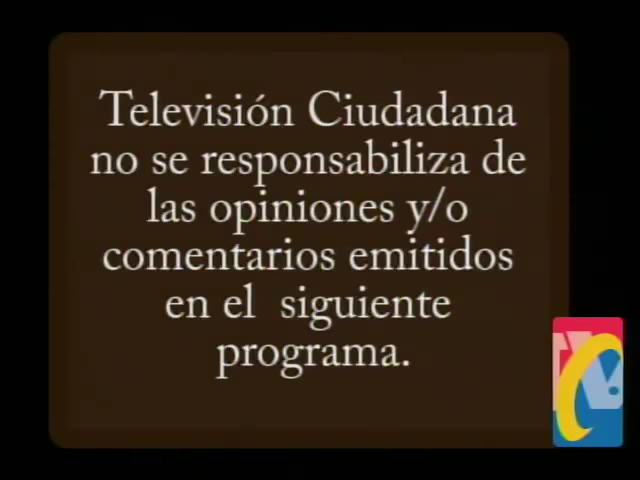 Televisión Ciudadana
no se responsabiliza de
las opiniones y/o
comentarios emitidos
en el siguiente
programa.